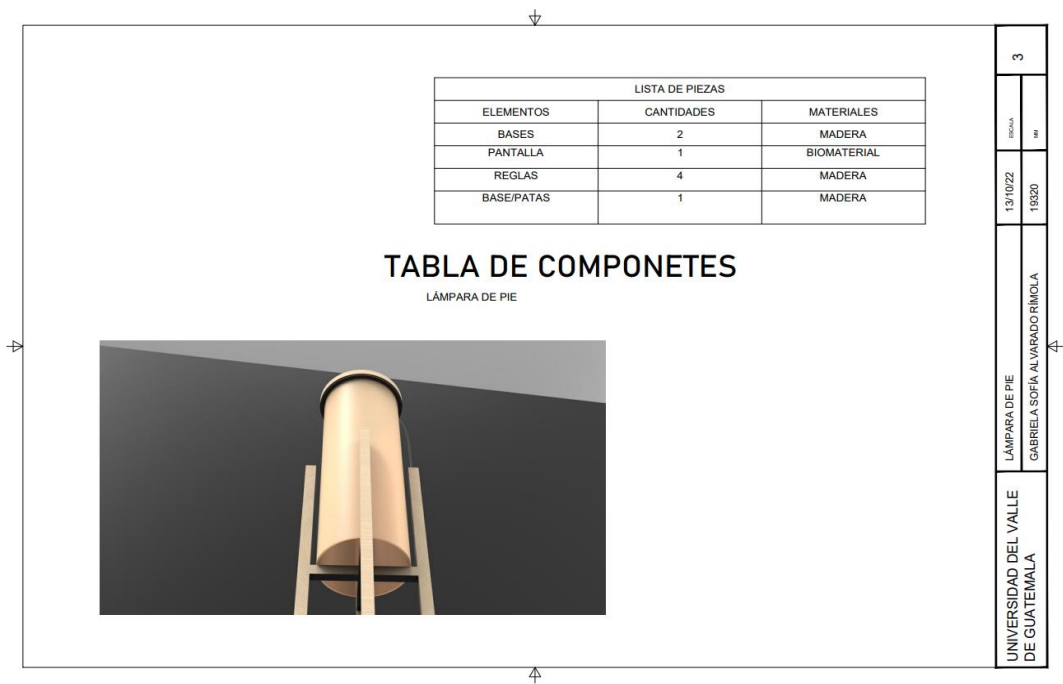 LISTA DE PIEZAS
ELEMENTOS CANTIDADES MATERIALES
BASES 2 MADERA
PANTALLA 1 BIOMATERIAL
REGLAS 4 MADERA
BASE/PATAS 1 MADERA
TABLA DE COMPONETES
LÁMPARA DE PIE
3
ESCALA
MM
13/10/22
19320
LÁMPARA DE PIE
GABRIELA SOFÍA ALVARADO RÍMOLA
UNIVERSIDAD DEL VALLE
DE GUATEMALA